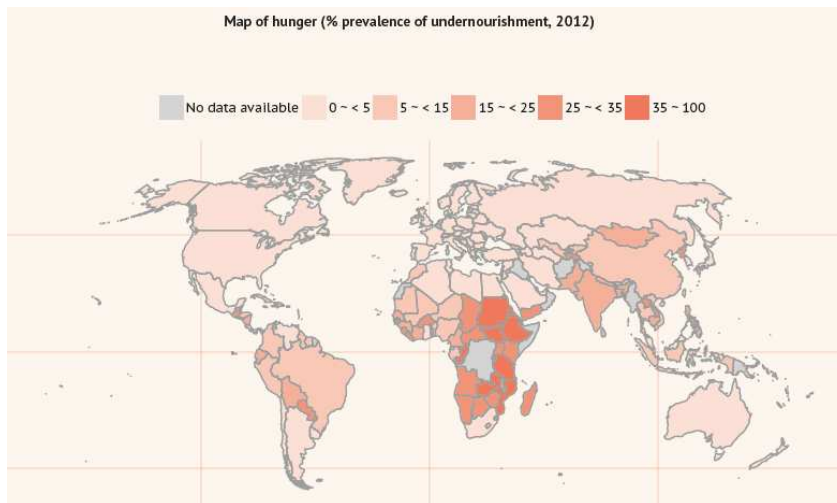 Map of hunger (% prevalence of undernourishment, 2012)
No data available 0 ~ < 5 5 ~ < 15 15 ~ < 25 25 ~ < 35 35 ~ 100